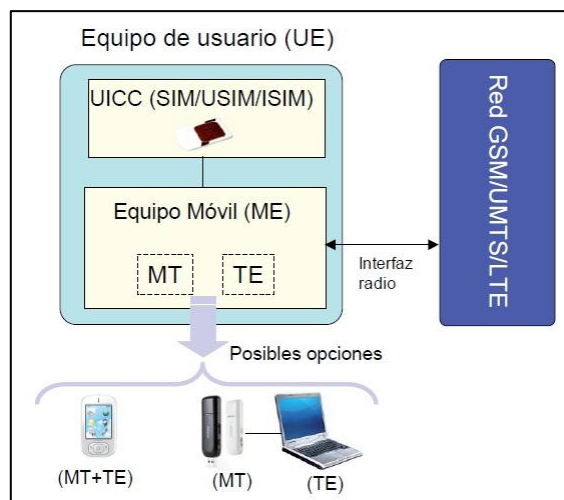 Equipo de usuario (UE)
UICC (SIM/USIM/ISIM)
Equipo Móvil (ME)
MT
TE
Interfaz
radio
Red GSM/UMTS/LTE
Posibles opciones
(MT+TE)
(MT)
(TE)